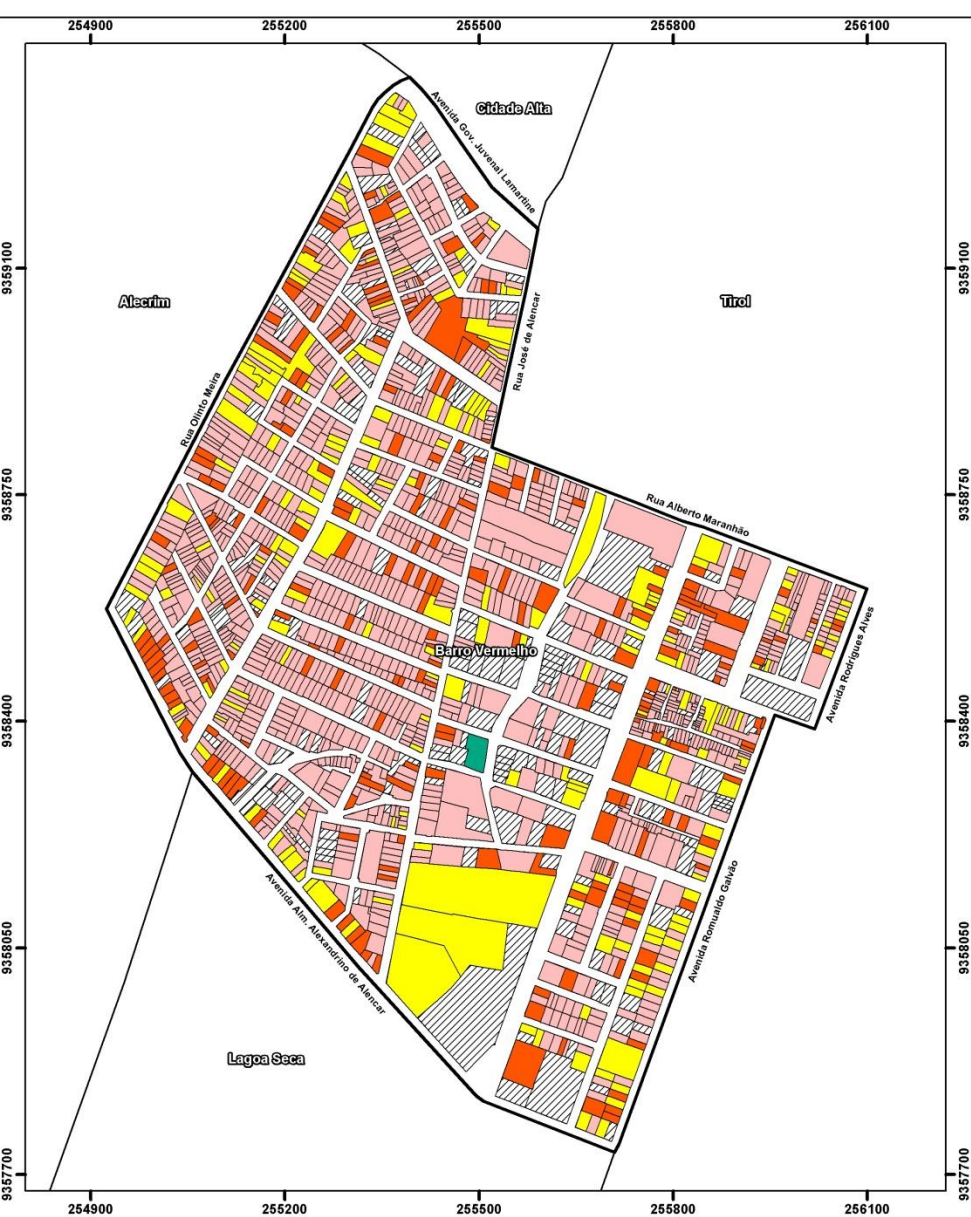 254900 255200 255500 255800 256100
Avenida Gov. Juvenal Lamartine
Cidade Alta
9359100
9359100
Alecrim
Tirol
Rua José de Alencar
Rua Olinto Meira
9358750
9358750
Rua Alberto Maranhão
Barro Vermelho
Avenida Rodrigues Alves
9358400
9358400
Avenida Alm. Alexandrino de Alencar
Avenida Romualdo Galvão
9358050
9358050
Lagoa Seca
9357700
9357700
254900 255200 255500 255800 256100